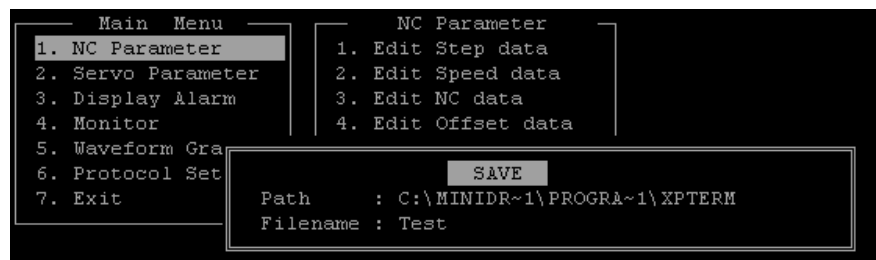 Main Menu
1. NC Parameter
2. Servo Parameter
3. Display Alarm
4. Monitor
5. Waveform Gra
6. Protocol Set
7. Exit
NC Parameter
1. Edit Step data
2. Edit Speed data
3. Edit NC data
4. Edit Offset data
SAVE
Path : C:\MINIDR~1\PROGRA~1\XPTERM
Filename : Test